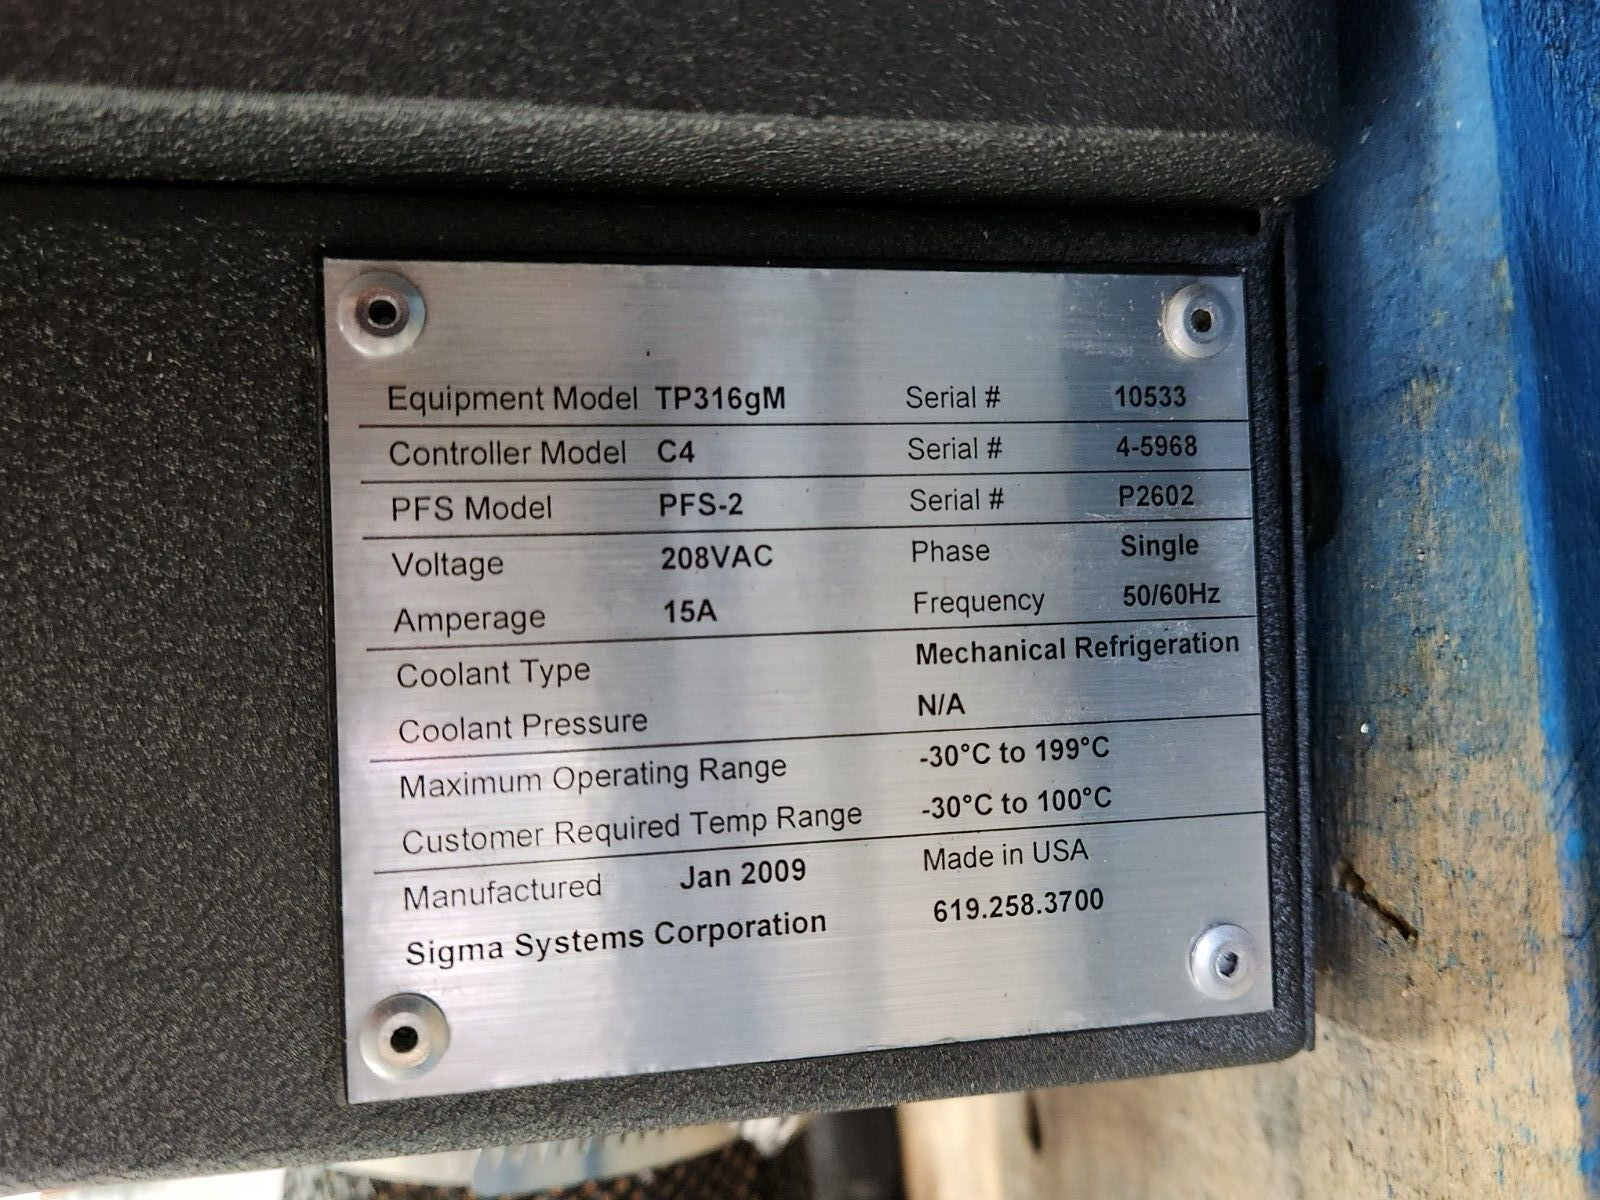 Equipment Model TP316gM Serial # 10533
Controller Model C4 Serial # 4-5968
PFS Model PFS-2 Serial # P2602
Voltage 208VAC Phase Single
Amperage 15A Frequency 50/60Hz
Coolant Type Mechanical Refrigeration
Coolant Pressure N/A
Maximum Operating Range -30°C to 199°C
Customer Required Temp Range -30°C to 100°C
Manufactured Jan 2009 Made in USA
Sigma Systems Corporation 619.258.3700